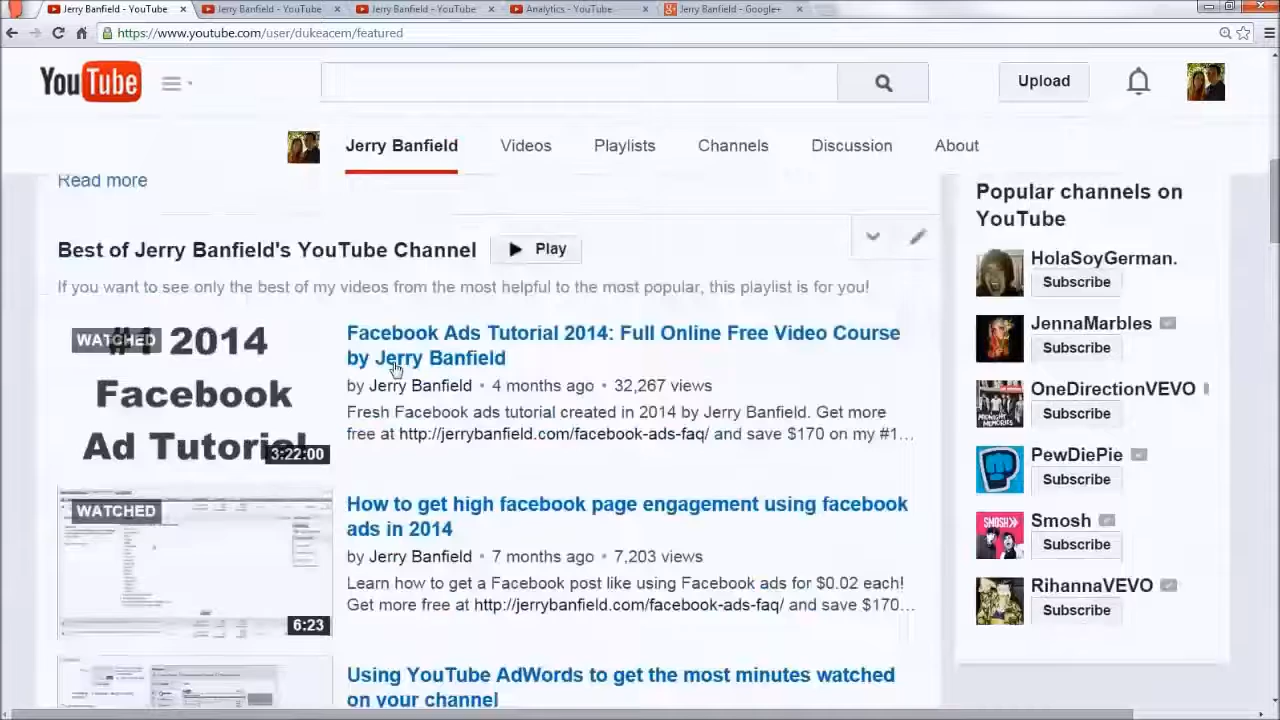 Jerry Banfield - YouTube
Jerry Banfield - YouTube
Jerry Banfield - YouTube
Analytics - YouTube
Jerry Banfield - Google+
https://www.youtube.com/user/dukeacem/featured
YouTube
Upload
Jerry Banfield
Videos
Playlists
Channels
Discussion
About
Read more
Best of Jerry Banfield's YouTube Channel
Play
If you want to see only the best of my videos from the most helpful to the most popular, this playlist is for you!
WATCHED
#1 2014
Facebook
Ad Tutorial
3:22:00
Facebook Ads Tutorial 2014: Full Online Free Video Course
by Jerry Banfield
by Jerry Banfield • 4 months ago • 32,267 views
Fresh Facebook ads tutorial created in 2014 by Jerry Banfield. Get more
free at http://jerrybanfield.com/facebook-ads-faq/ and save $170 on my #1...
WATCHED
6:23
How to get high facebook page engagement using facebook
ads in 2014
by Jerry Banfield • 7 months ago • 7,203 views
Learn how to get a Facebook post like using Facebook ads for $0.02 each!
Get more free at http://jerrybanfield.com/facebook-ads-faq/ and save $170...
Using YouTube AdWords to get the most minutes watched
on your channel
Popular channels on
YouTube
HolaSoyGerman.
Subscribe
JennaMarbles
Subscribe
OneDirectionVEVO
Subscribe
PewDiePie
Subscribe
SMOSH
Smosh
Subscribe
RihannaVEVO
Subscribe